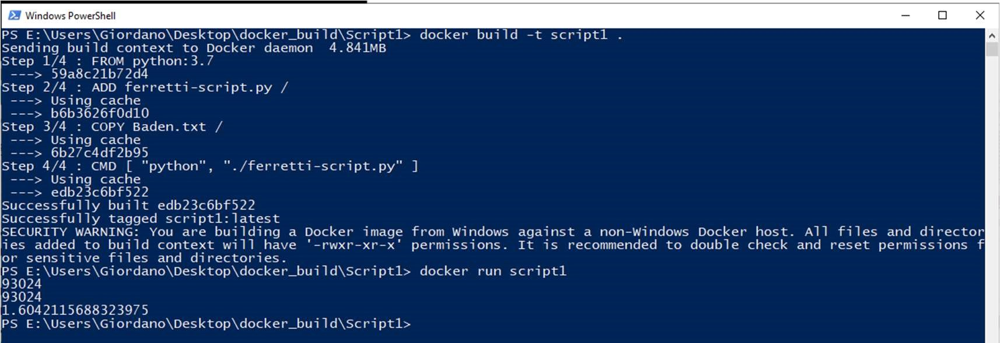 Windows PowerShell
PS E:\Users\Giordano\Desktop\docker_build\Script1> docker build -t script1 .
Sending build context to Docker daemon  4.841MB
Step 1/4 : FROM python:3.7
 ---> 59a8c21b72d4
Step 2/4 : ADD ferretti-script.py /
 ---> Using cache
 ---> b6b3626f0d10
Step 3/4 : COPY Baden.txt /
 ---> Using cache
 ---> 6b27c4df2b95
Step 4/4 : CMD [ "python", "./ferretti-script.py" ]
 ---> Using cache
 ---> edb23c6bf522
Successfully built edb23c6bf522
Successfully tagged script1:latest
SECURITY WARNING: You are building a Docker image from Windows against a non-Windows Docker host. All files and director
ies added to build context will have '-rwxr-xr-x' permissions. It is recommended to double check and reset permissions f
or sensitive files and directories.
PS E:\Users\Giordano\Desktop\docker_build\Script1> docker run script1
93024
93024
1.6042115688323975
PS E:\Users\Giordano\Desktop\docker_build\Script1>